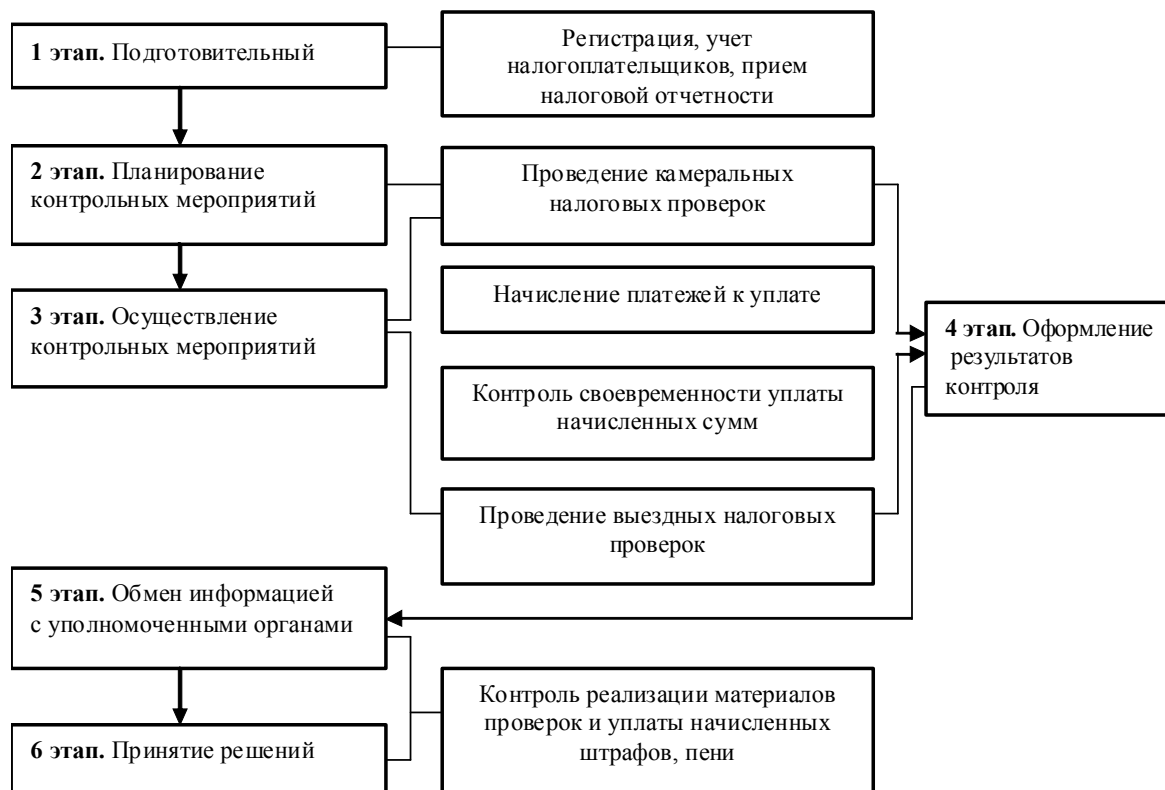 1 этап. Подготовительный
Регистрация, учет
налогоплательщиков, прием
налоговой отчетности
2 этап. Планирование
контрольных мероприятий
Проведение камеральных
налоговых проверок
3 этап. Осуществление
контрольных мероприятий
Начисление платежей к уплате
Контроль своевременности уплаты
начисленных сумм
Проведение выездных налоговых
проверок
4 этап. Оформление
результатов
контроля
5 этап. Обмен информацией
с уполномоченными органами
6 этап. Принятие решений
Контроль реализации материалов
проверок и уплаты начисленных
штрафов, пени